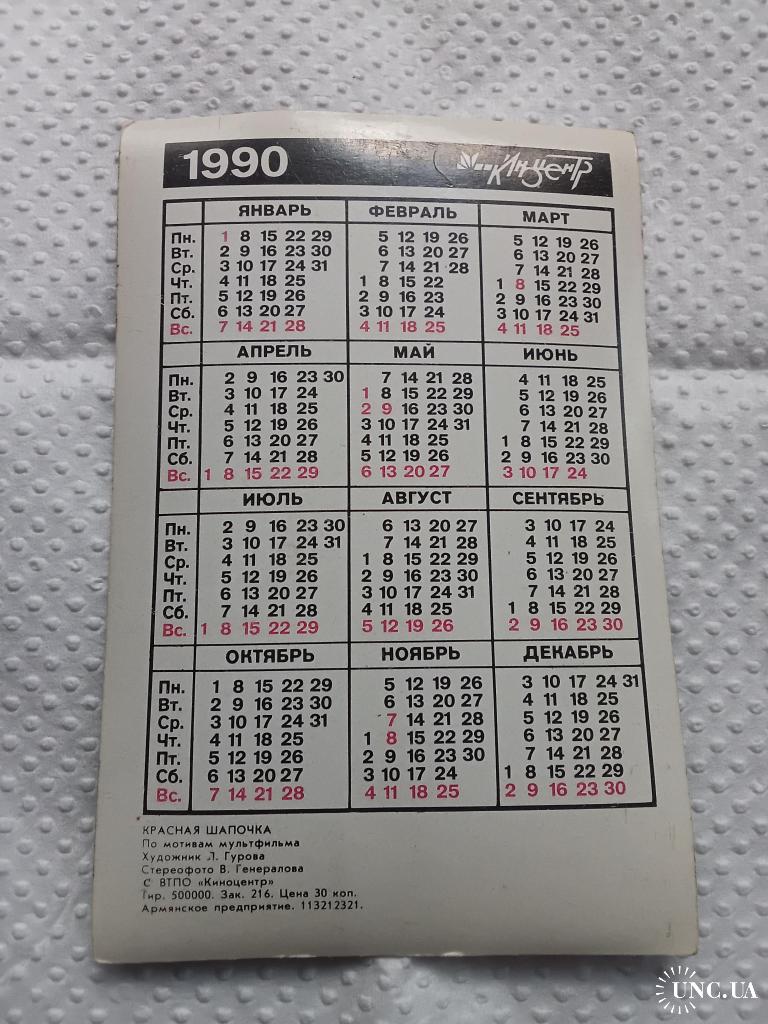 1990 Киноцентр
ЯНВАРЬ ФЕВРАЛЬ МАРТ
Пн. 1 8 15 22 29 5 12 19 26 5 12 19 26
Вт. 2 9 16 23 30 6 13 20 27 6 13 20 27
Ср. 3 10 17 24 31 7 14 21 28 7 14 21 28
Чт. 4 11 18 25 1 8 15 22 1 8 15 22 29
Пт. 5 12 19 26 2 9 16 23 2 9 16 23 30
Сб. 6 13 20 27 3 10 17 24 3 10 17 24 31
Вс. 7 14 21 28 4 11 18 25 4 11 18 25
АПРЕЛЬ МАЙ ИЮНЬ
Пн. 2 9 16 23 30 7 14 21 28 4 11 18 25
Вт. 3 10 17 24 1 8 15 22 29 5 12 19 26
Ср. 4 11 18 25 2 9 16 23 30 6 13 20 27
Чт. 5 12 19 26 3 10 17 24 31 7 14 21 28
Пт. 6 13 20 27 4 11 18 25 1 8 15 22 29
Сб. 7 14 21 28 5 12 19 26 2 9 16 23 30
Вс. 1 8 15 22 29 6 13 20 27 3 10 17 24
ИЮЛЬ АВГУСТ СЕНТЯБРЬ
Пн. 2 9 16 23 30 6 13 20 27 3 10 17 24
Вт. 3 10 17 24 31 7 14 21 28 4 11 18 25
Ср. 4 11 18 25 1 8 15 22 29 5 12 19 26
Чт. 5 12 19 26 2 9 16 23 30 6 13 20 27
Пт. 6 13 20 27 3 10 17 24 31 7 14 21 28
Сб. 7 14 21 28 4 11 18 25 1 8 15 22 29
Вс. 1 8 15 22 29 5 12 19 26 2 9 16 23 30
ОКТЯБРЬ НОЯБРЬ ДЕКАБРЬ
Пн. 1 8 15 22 29 5 12 19 26 3 10 17 24 31
Вт. 2 9 16 23 30 6 13 20 27 4 11 18 25
Ср. 3 10 17 24 31 7 14 21 28 5 12 19 26
Чт. 4 11 18 25 1 8 15 22 29 6 13 20 27
Пт. 5 12 19 26 2 9 16 23 30 7 14 21 28
Сб. 6 13 20 27 3 10 17 24 1 8 15 22 29
Вс. 7 14 21 28 4 11 18 25 2 9 16 23 30
КРАСНАЯ ШАПОЧКА
По мотивам мультфильма
Художник Л. Гурова
Стереофото В. Генералова
С ВТПО «Киноцентр»
Тир. 500000. Зак. 216. Цена 30 коп.
Армянское предприятие. 113212321.
UNC.UA